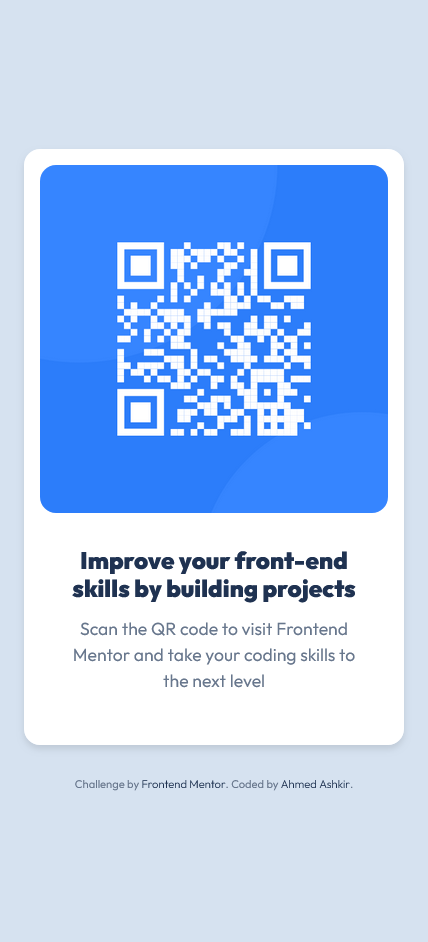 Improve your front-end
skills by building projects
Scan the QR code to visit Frontend
Mentor and take your coding skills to
the next level
Challenge by Frontend Mentor. Coded by Ahmed Ashkir.